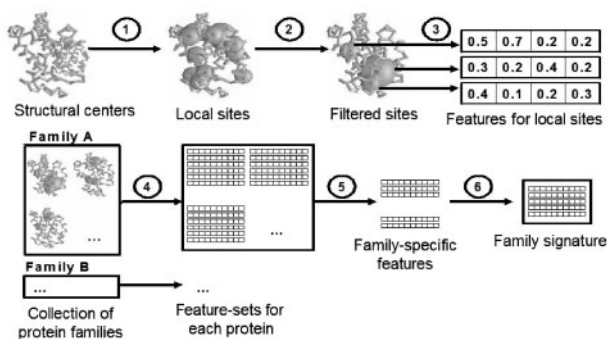 1 2 3
0.5 0.7 0.2 0.2
0.3 0.2 0.4 0.2
0.4 0.1 0.2 0.3
Structural centers Local sites Filtered sites Features for local sites
Family A
4 5 6
...
...
Family-specific
features
Family signature
Family B
... ...
Collection of
protein families
Feature-sets for
each protein